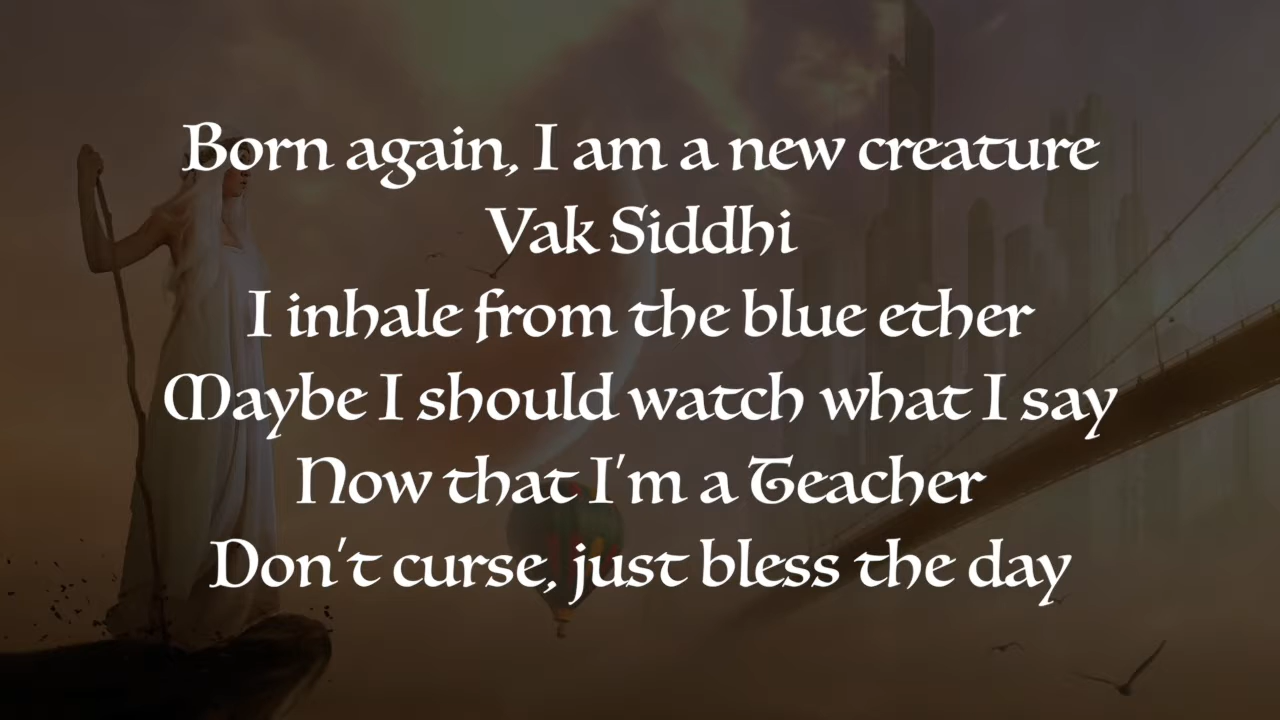 Born again, I am a new creature
Vak Siddhi
I inhale from the blue ether
Maybe I should watch what I say
Now that I'm a Teacher
Don't curse, just bless the day